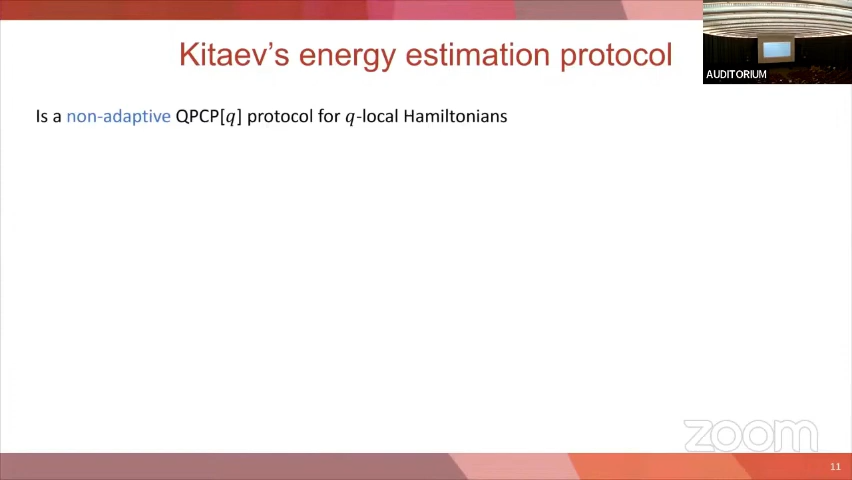 Kitaev's energy estimation protocol
AUDITORIUM
Is a non-adaptive QPCP[𝑞] protocol for 𝑞-local Hamiltonians
zoom
11